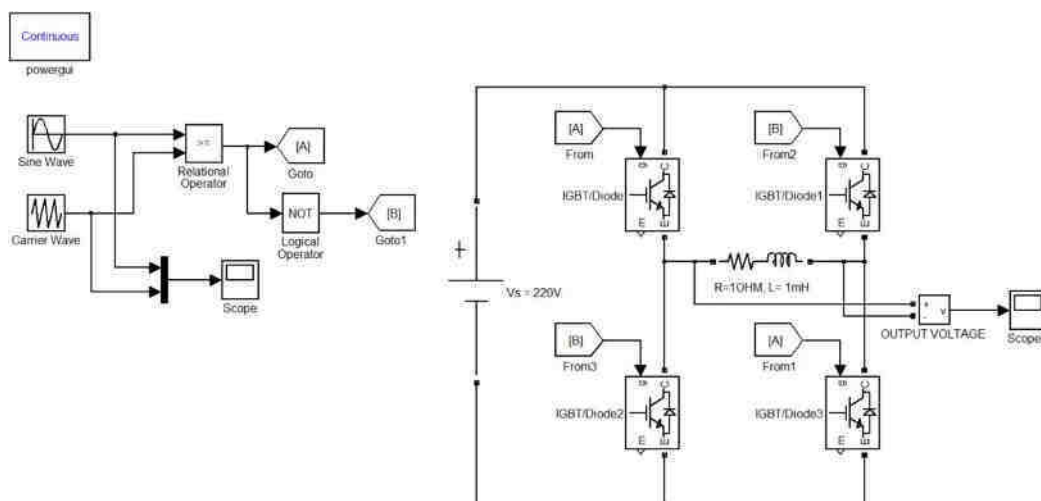 Continuous
powergui
Sine Wave
>=
Relational
Operator
[A]
Goto
Carrier Wave
NOT
Logical
Operator
[B]
Goto1
Scope
+
Vs = 220V
[A]
From
g
C
IGBT/Diode
E
[B]
From2
g
C
IGBT/Diode1
E
R=1OHM, L= 1mH
+
-
v
OUTPUT VOLTAGE
Scope
[B]
From3
g
C
IGBT/Diode2
E
[A]
From1
g
C
IGBT/Diode3
E